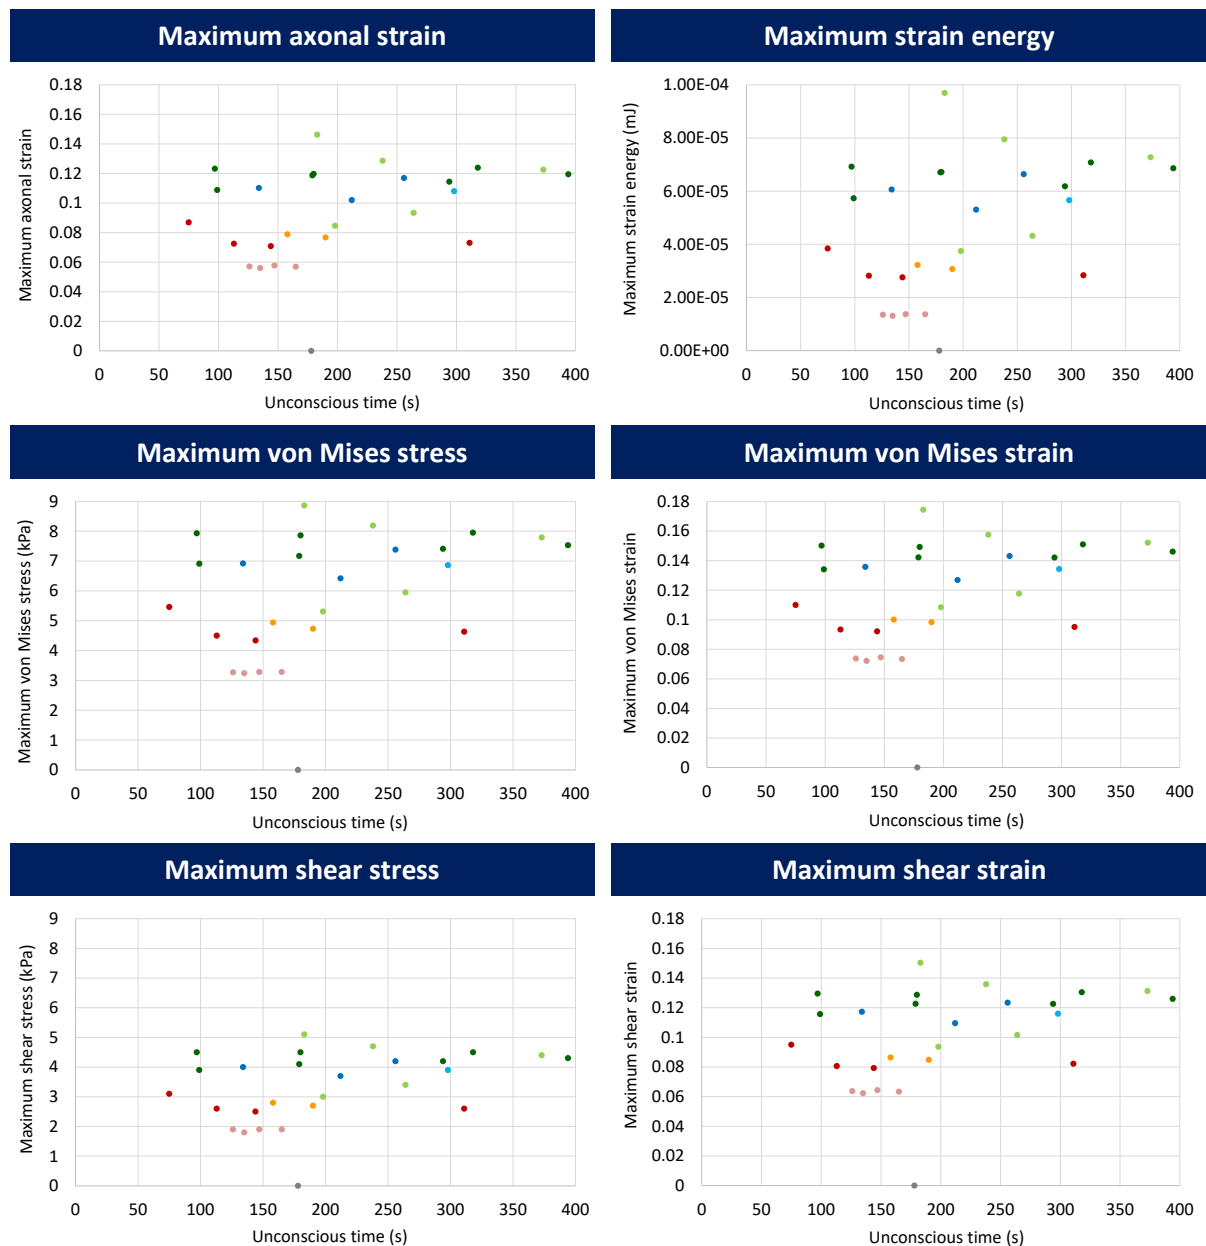 Maximum axonal strain
Maximum axonal strain
0.18
0.16
0.14
0.12
0.1
0.08
0.06
0.04
0.02
0
0 50 100 150 200 250 300 350 400
Unconscious time (s)
Maximum strain energy
Maximum strain energy (mJ)
1.00E-04
8.00E-05
6.00E-05
4.00E-05
2.00E-05
0.00E+00
0 50 100 150 200 250 300 350 400
Unconscious time (s)
Maximum von Mises stress
Maximum von Mises stress (kPa)
9
8
7
6
5
4
3
2
1
0
0 50 100 150 200 250 300 350 400
Unconscious time (s)
Maximum von Mises strain
Maximum von Mises strain
0.18
0.16
0.14
0.12
0.1
0.08
0.06
0.04
0.02
0
0 50 100 150 200 250 300 350 400
Unconscious time (s)
Maximum shear stress
Maximum shear stress (kPa)
9
8
7
6
5
4
3
2
1
0
0 50 100 150 200 250 300 350 400
Unconscious time (s)
Maximum shear strain
Maximum shear strain
0.18
0.16
0.14
0.12
0.1
0.08
0.06
0.04
0.02
0
0 50 100 150 200 250 300 350 400
Unconscious time (s)